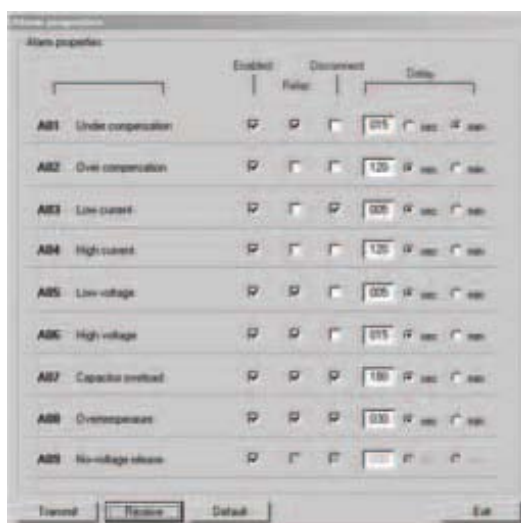 Alarm properties
Alarm properties
Enabled Relay Disconnect Delay
A01 Under compensation 015 sec min
A02 Over compensation 120 sec min
A03 Low current 005 sec min
A04 High current 120 sec min
A05 Low voltage 005 sec min
A06 High voltage 015 sec min
A07 Capacitor overload 180 sec min
A08 Overtemperature 030 sec min
A09 No-voltage release
Transmit Receive Default Exit